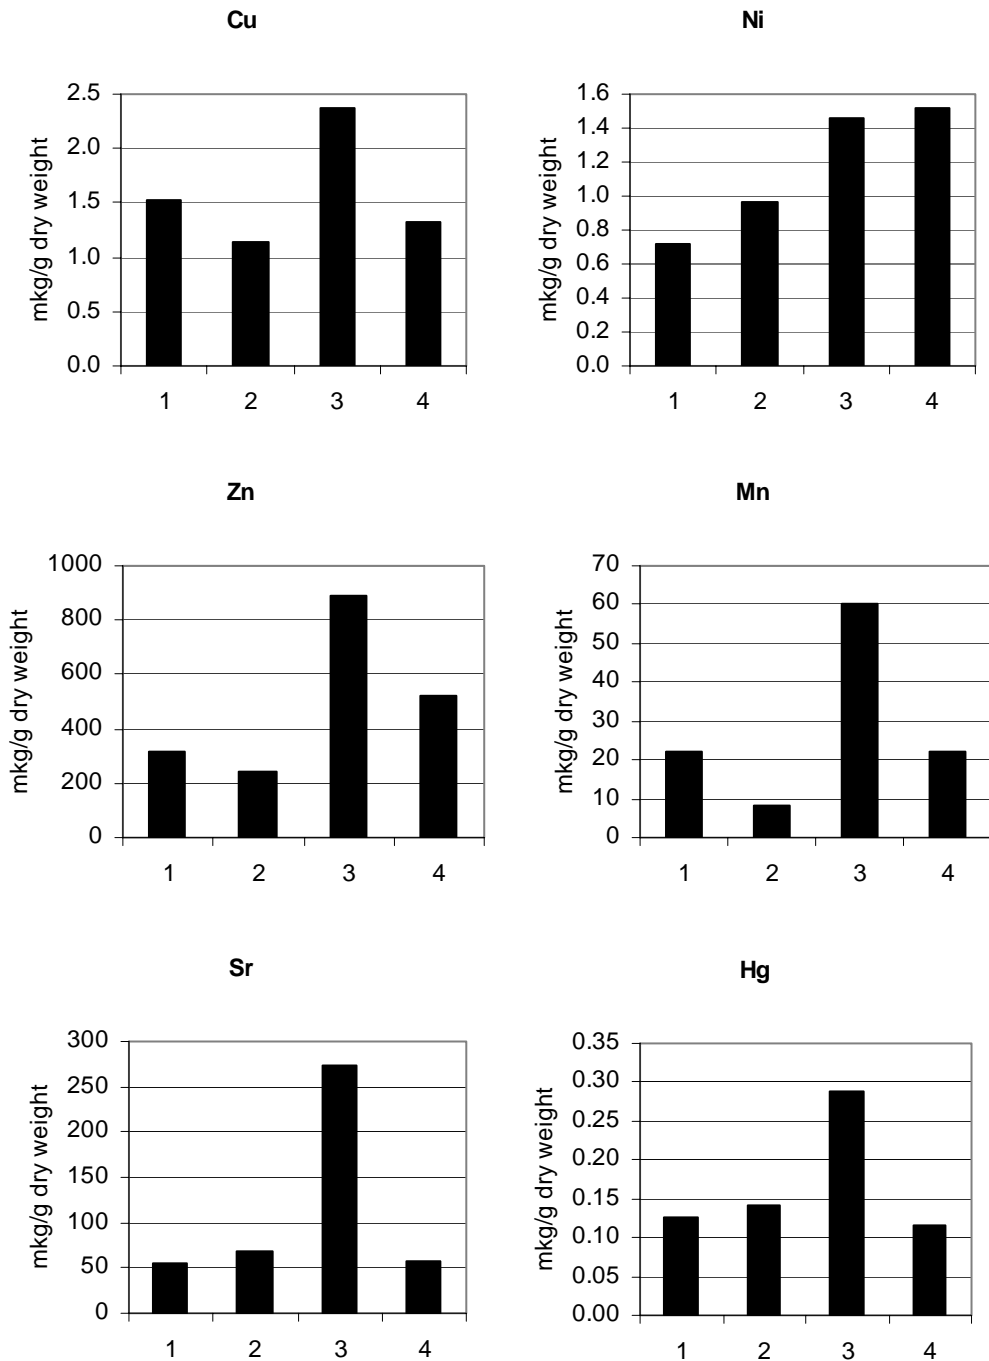 Cu
mkg/g dry weight
2.5
2.0
1.5
1.0
0.5
0.0
1 2 3 4
Ni
mkg/g dry weight
1.6
1.4
1.2
1.0
0.8
0.6
0.4
0.2
0.0
1 2 3 4
Zn
mkg/g dry weight
1000
800
600
400
200
0
1 2 3 4
Mn
mkg/g dry weight
70
60
50
40
30
20
10
0
1 2 3 4
Sr
mkg/g dry weight
300
250
200
150
100
50
0
1 2 3 4
Hg
mkg/g dry weight
0.35
0.30
0.25
0.20
0.15
0.10
0.05
0.00
1 2 3 4